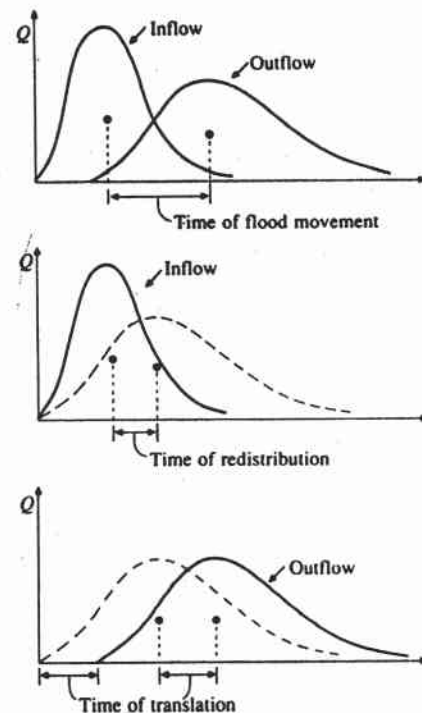 Q
Inflow
Outflow
Time of flood movement
Q
Inflow
Time of redistribution
Q
Outflow
Time of translation